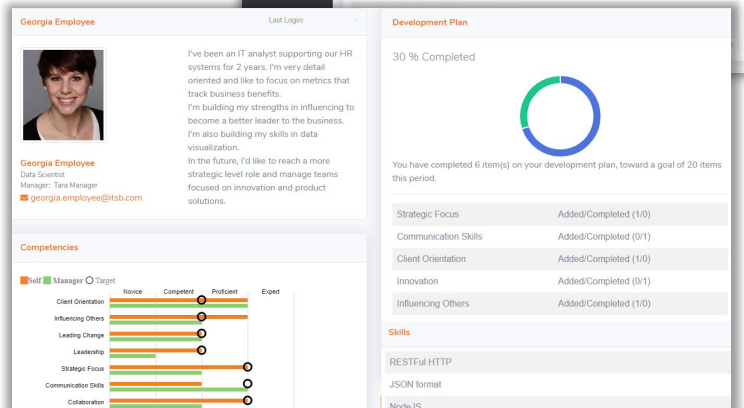 Georgia Employee
Last Login:
I've been an IT analyst supporting our HR
systems for 2 years. I'm very detail
oriented and like to focus on metrics that
track business benefits.
I'm building my strengths in influencing to
become a better leader to the business.
I'm also building my skills in data
visualization.
In the future, I'd like to reach a more
strategic level role and manage teams
focused on innovation and product
solutions.
Georgia Employee
Data Scientist
Manager: Tara Manager
georgia.employee@itsb.com
Competencies
Self Manager Target
Novice Competent Proficient Expert
Client Orientation
Influencing Others
Leading Change
Leadership
Strategic Focus
Communication Skills
Collaboration
Development Plan
30 % Completed
You have completed 6 item(s) on your development plan, toward a goal of 20 items
this period.
Strategic Focus Added/Completed (1/0)
Communication Skills Added/Completed (0/1)
Client Orientation Added/Completed (1/0)
Innovation Added/Completed (0/1)
Influencing Others Added/Completed (1/0)
Skills
RESTFul HTTP
JSON format
NodeJS